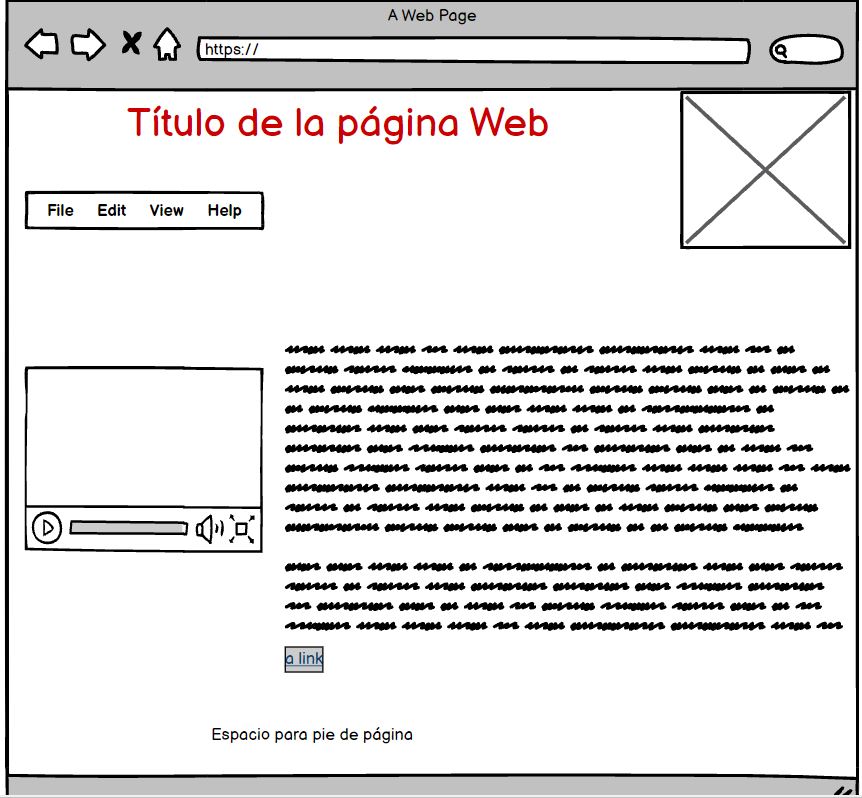 A Web Page
https://
Título de la página Web
File Edit View Help
a link
Espacio para pie de página